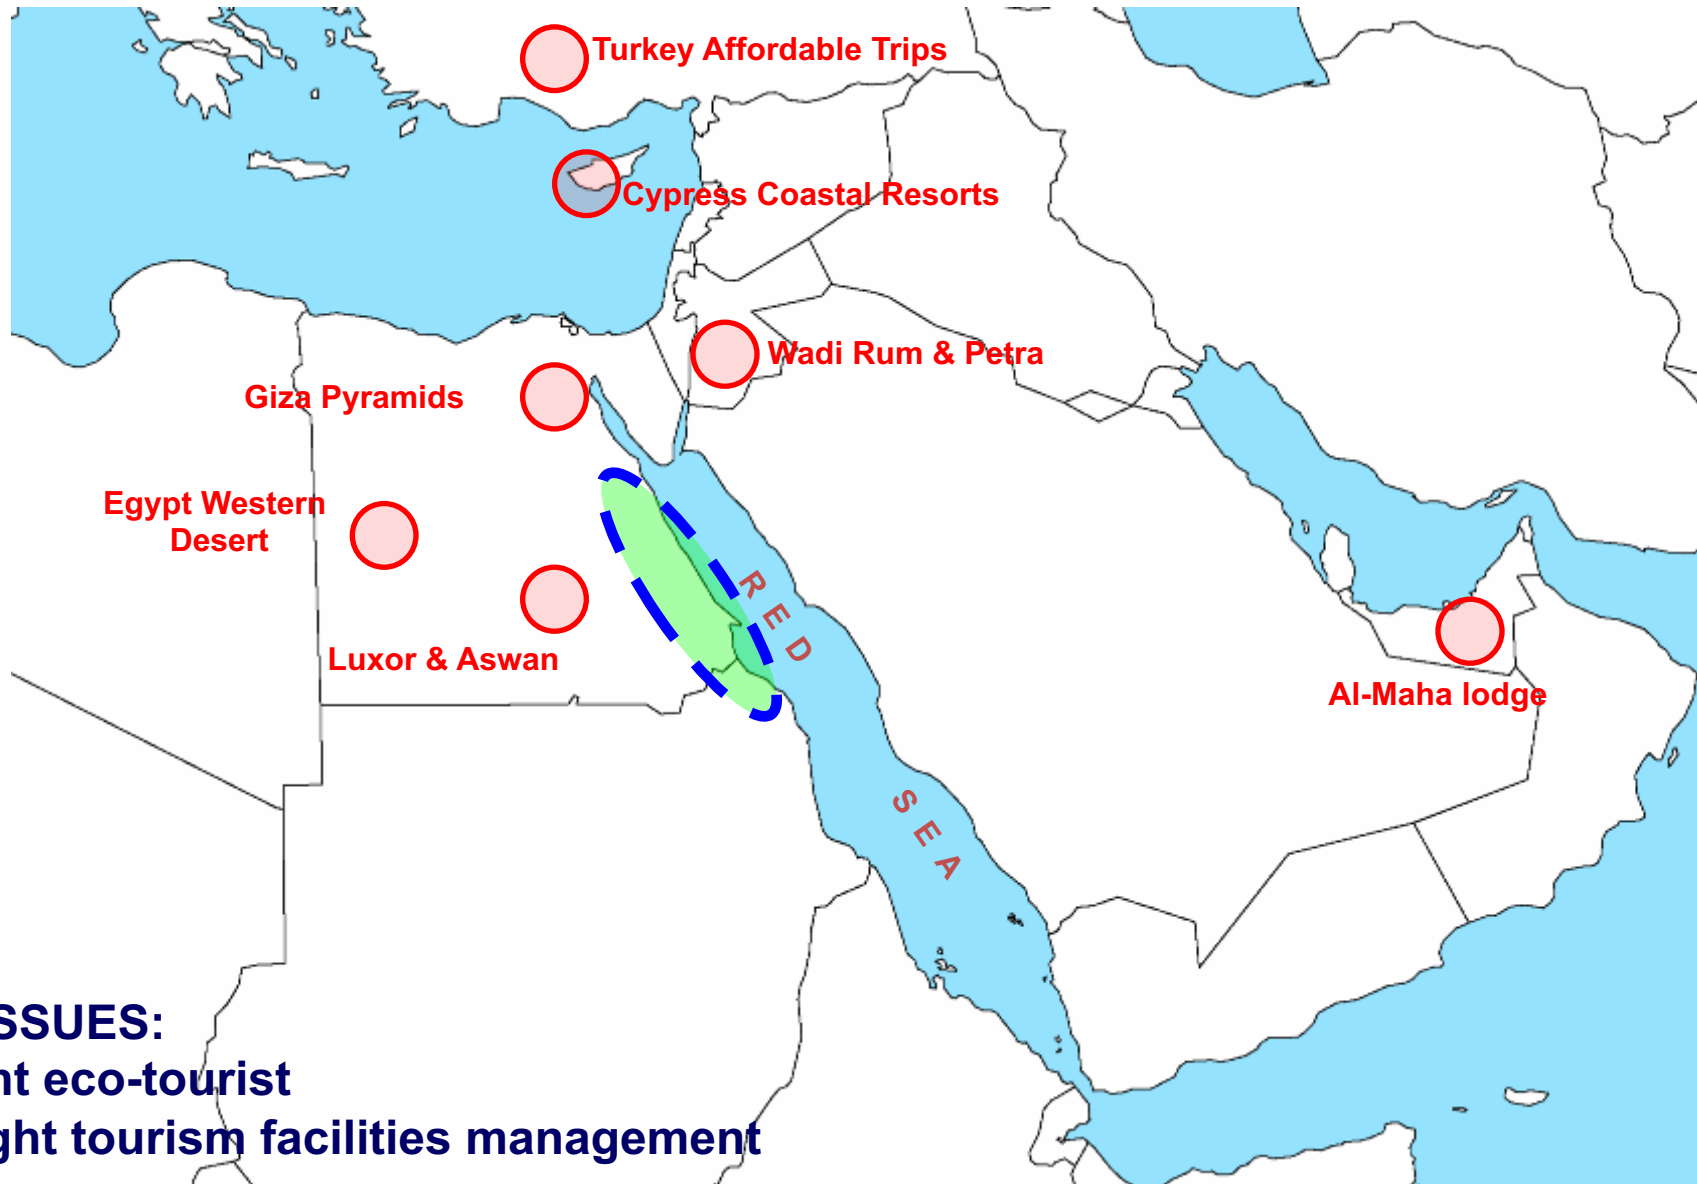 Turkey Affordable Trips
Cypress Coastal Resorts
Wadi Rum & Petra
Giza Pyramids
Egypt Western
Desert
Luxor & Aswan
RED
SEA
Al-Maha lodge
SSUES:
nt eco-tourist
ght tourism facilities management